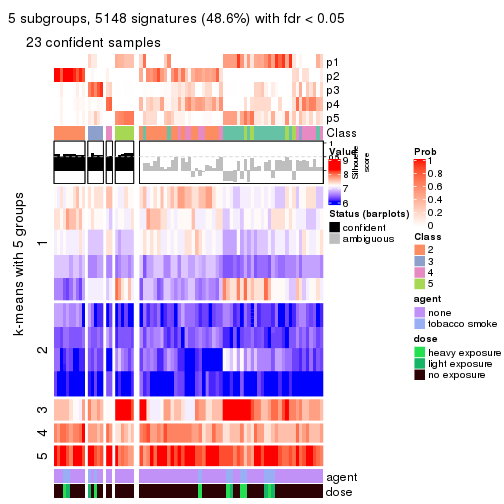 5 subgroups, 5148 signatures (48.6%) with fdr < 0.05
23 confident samples
p1
p2
p3
p4
p5
Class
1
Silhouette
score
k-means with 5 groups
1
2
3
4
5
agent
dose
Value
9
8
7
6
Status (barplots)
confident
ambiguous
Prob
1
0.8
0.6
0.4
0.2
0
Class
2
3
4
5
agent
none
tobacco smoke
dose
heavy exposure
light exposure
no exposure